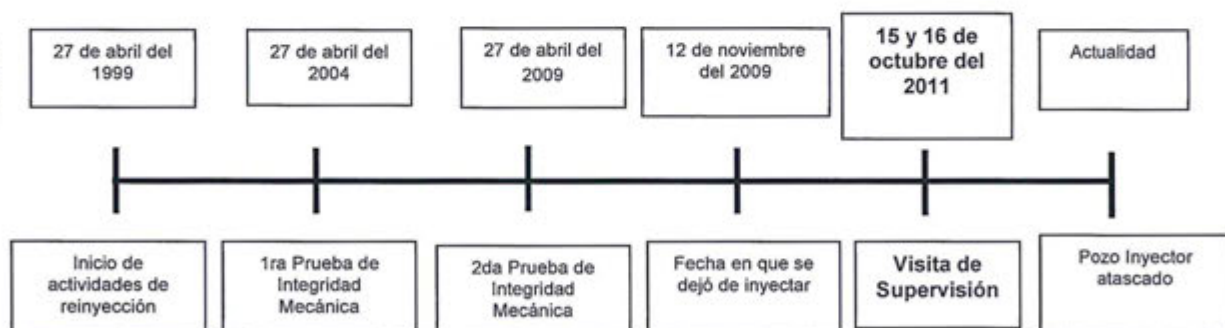 27 de abril del
1999
27 de abril del
2004
27 de abril del
2009
12 de noviembre
del 2009
15 y 16 de
octubre del
2011
Actualidad
Inicio de
actividades de
reinyección
1ra Prueba de
Integridad
Mecánica
2da Prueba de
Integridad
Mecánica
Fecha en que se
dejó de inyectar
Visita de
Supervisión
Pozo Inyector
atascado